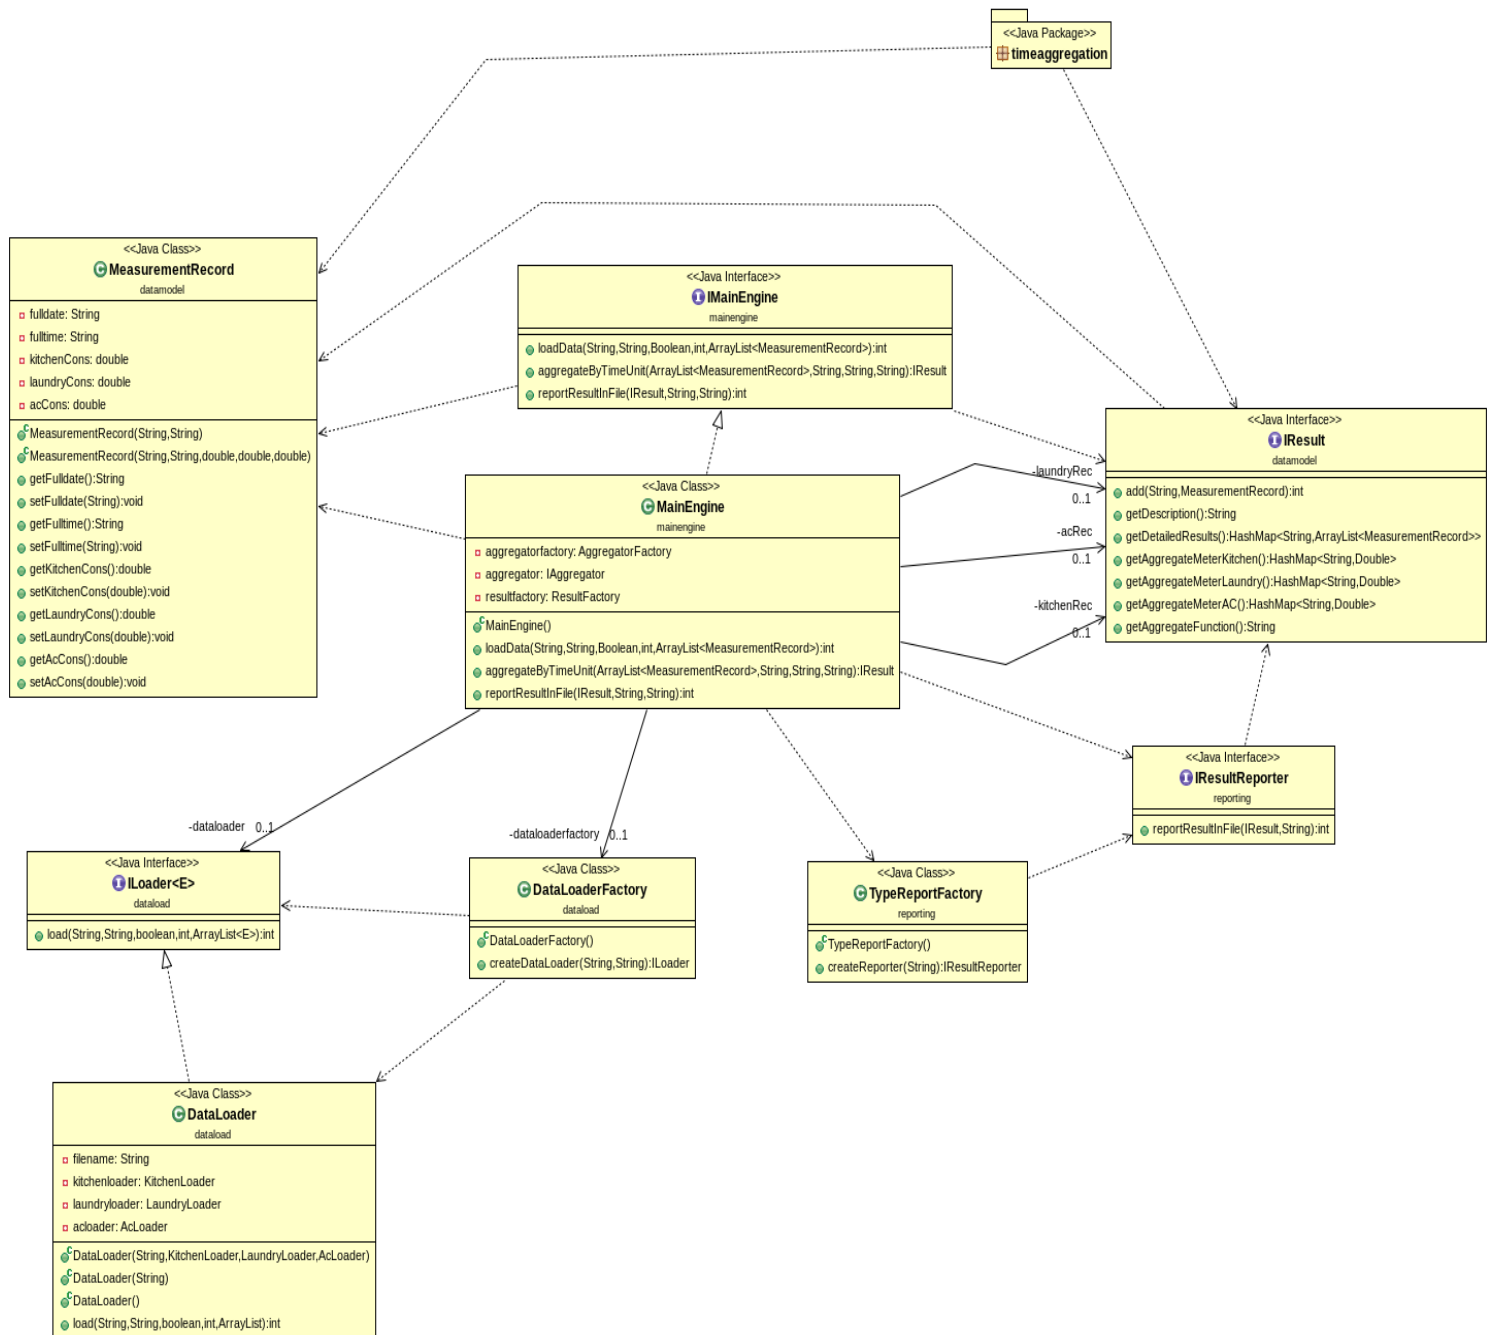 <<Java Package>>
timeaggregation
<<Java Class>>
MeasurementRecord
datamodel
fulldate: String
fulltime: String
kitchenCons: double
laundryCons: double
acCons: double
MeasurementRecord(String,String)
MeasurementRecord(String,String,double,double,double)
getFulldate():String
setFulldate(String):void
getFulltime():String
setFulltime(String):void
getKitchenCons():double
setKitchenCons(double):void
getLaundryCons():double
setLaundryCons(double):void
getAcCons():double
setAcCons(double):void
<<Java Interface>>
IMainEngine
mainengine
loadData(String,String,Boolean,int,ArrayList<MeasurementRecord>):int
aggregateByTimeUnit(ArrayList<MeasurementRecord>,String,String,String):IResult
reportResultInFile(IResult,String,String):int
<<Java Class>>
MainEngine
mainengine
aggregatorfactory: AggregatorFactory
aggregator: IAggregator
resultfactory: ResultFactory
MainEngine()
loadData(String,String,Boolean,int,ArrayList<MeasurementRecord>):int
aggregateByTimeUnit(ArrayList<MeasurementRecord>,String,String,String):IResult
reportResultInFile(IResult,String,String):int
-laundryRec
0..1
-acRec
0..1
-kitchenRec
0..1
<<Java Interface>>
IResult
datamodel
add(String,MeasurementRecord):int
getDescription():String
getDetailedResults():HashMap<String,ArrayList<MeasurementRecord>>
getAggregateMeterKitchen():HashMap<String,Double>
getAggregateMeterLaundry():HashMap<String,Double>
getAggregateMeterAC():HashMap<String,Double>
getAggregateFunction():String
<<Java Interface>>
IResultReporter
reporting
reportResultInFile(IResult,String):int
-dataloader 0..1
-dataloaderfactory 0..1
<<Java Interface>>
ILoader<E>
dataload
load(String,String,boolean,int,ArrayList<E>):int
<<Java Class>>
DataLoaderFactory
dataload
DataLoaderFactory()
createDataLoader(String,String):ILoader
<<Java Class>>
TypeReportFactory
reporting
TypeReportFactory()
createReporter(String):IResultReporter
<<Java Class>>
DataLoader
dataload
filename: String
kitchenloader: KitchenLoader
laundryloader: LaundryLoader
acloader: AcLoader
DataLoader(String,KitchenLoader,LaundryLoader,AcLoader)
DataLoader(String)
DataLoader()
load(String,String,boolean,int,ArrayList):int